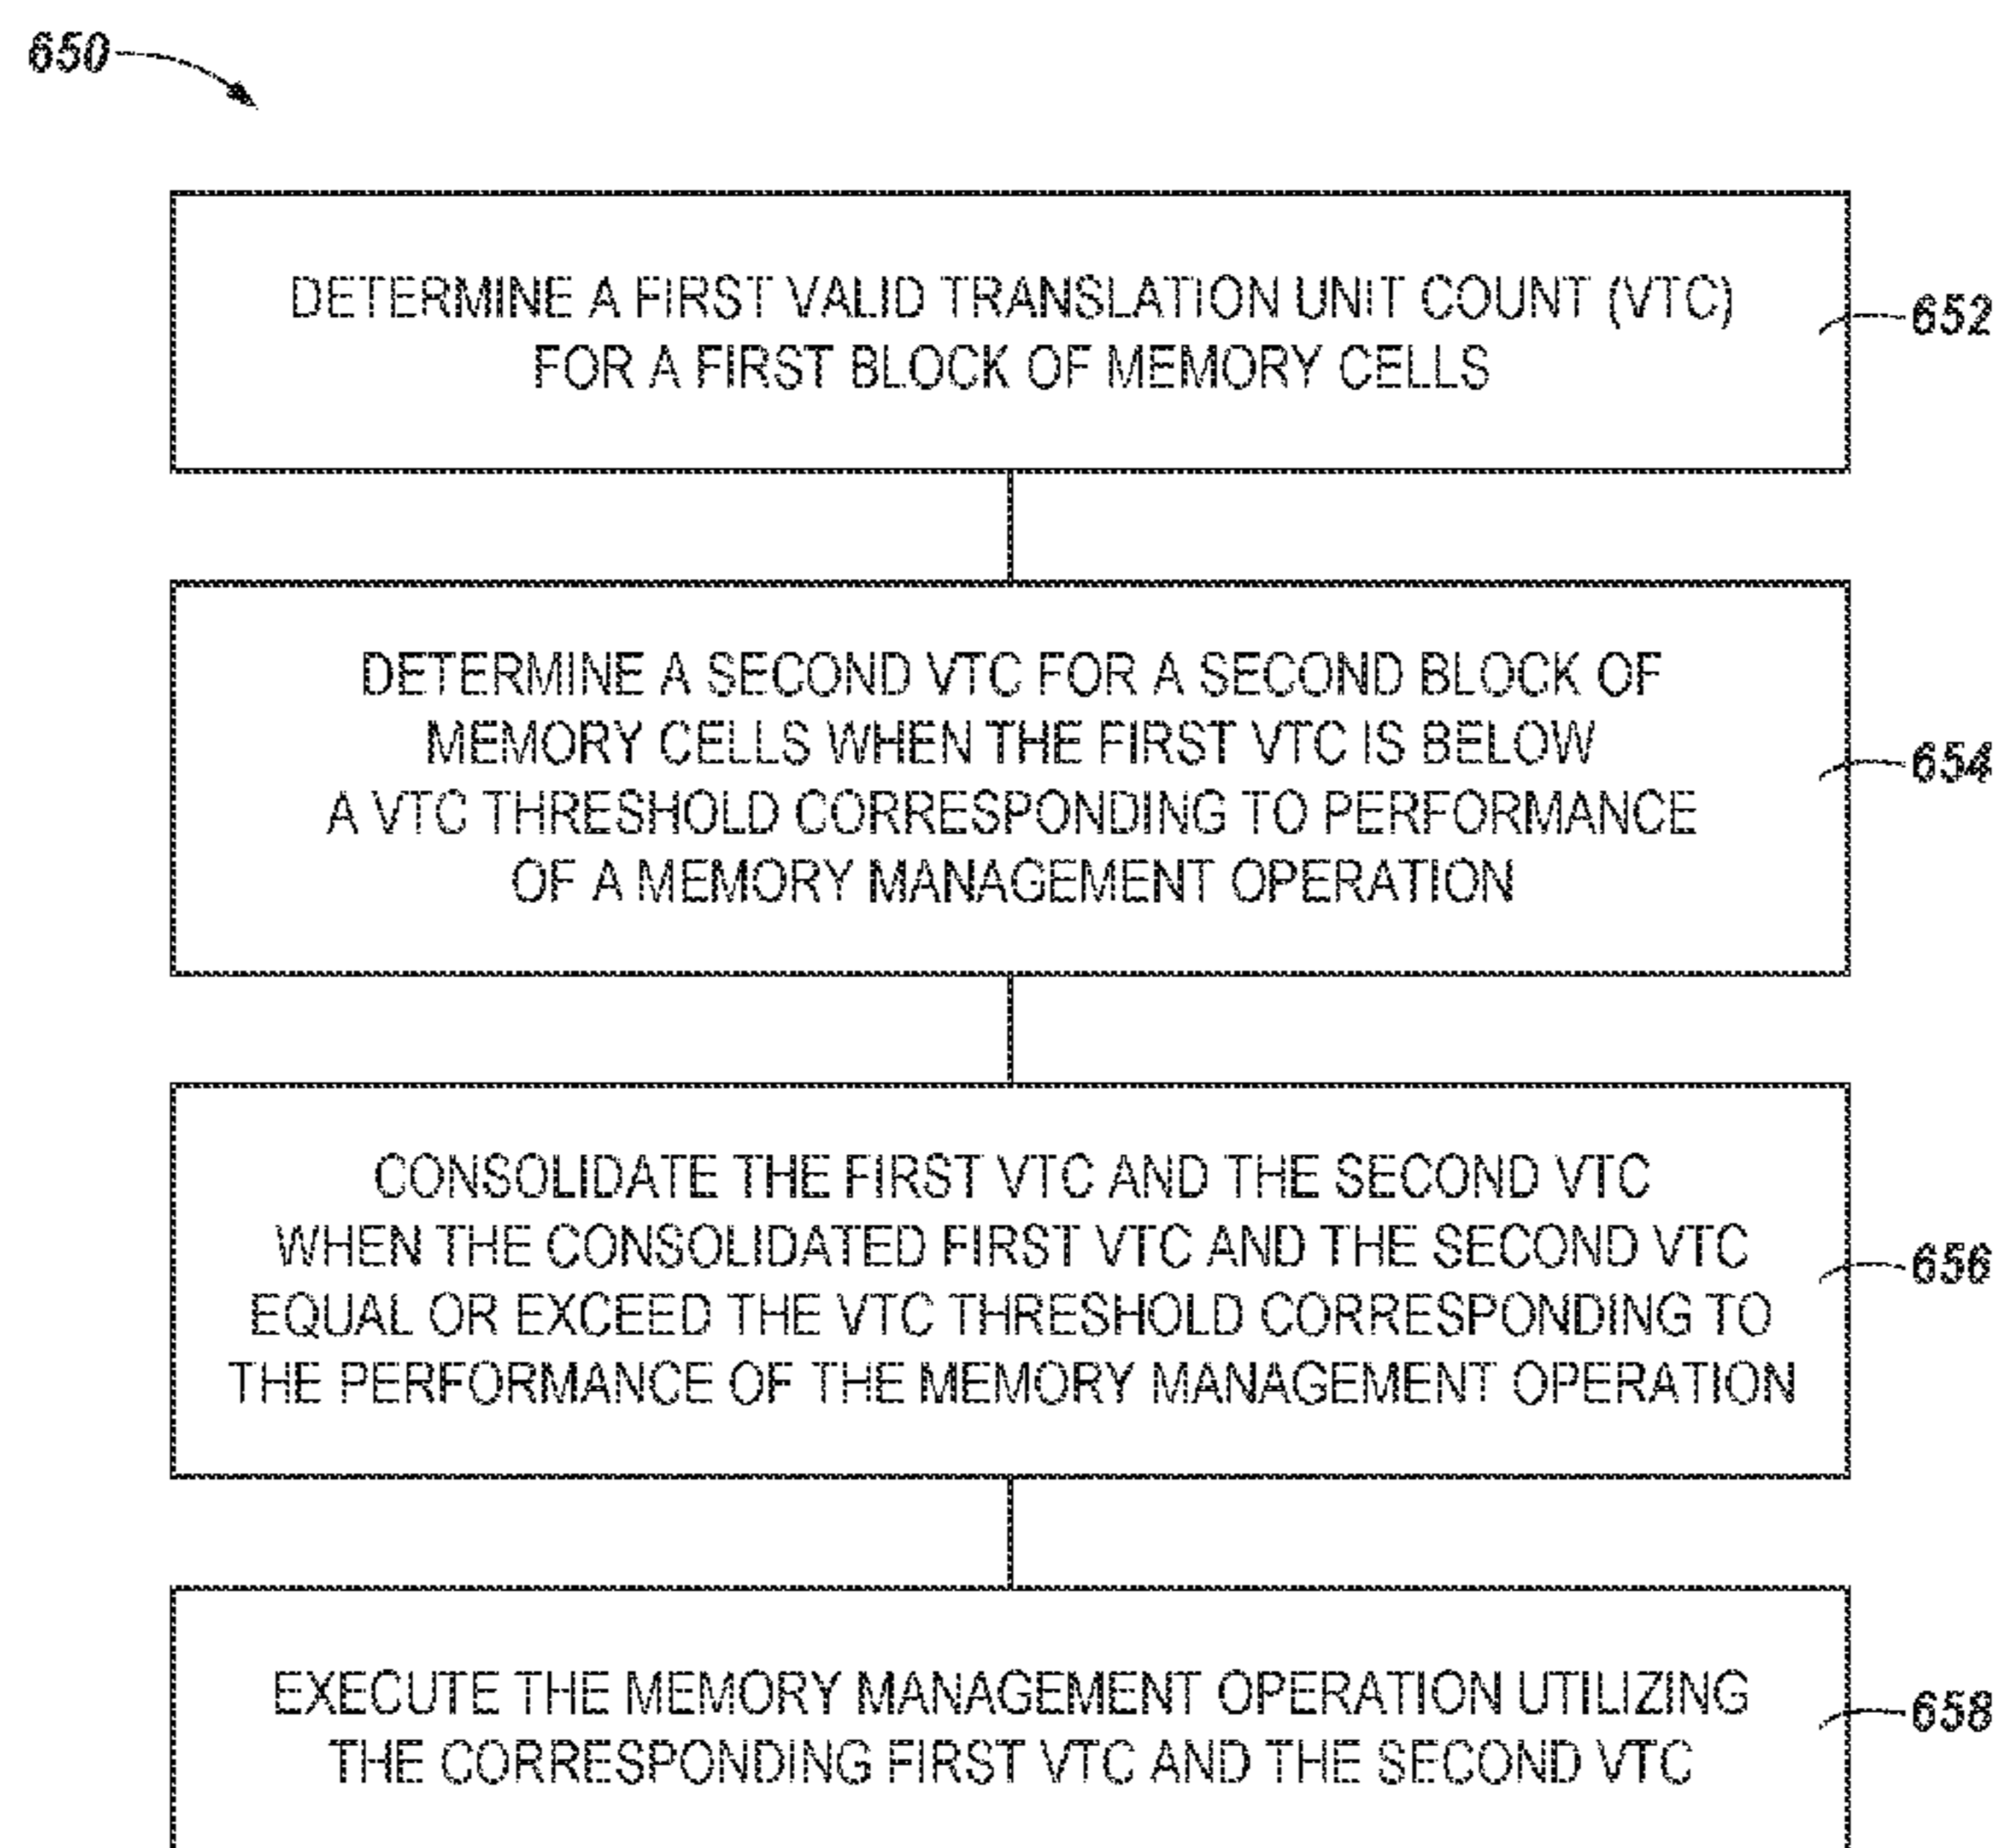 650
DETERMINE A FIRST VALID TRANSLATION UNIT COUNT (VTC)
FOR A FIRST BLOCK OF MEMORY CELLS
652
DETERMINE A SECOND VTC FOR A SECOND BLOCK OF
MEMORY CELLS WHEN THE FIRST VTC IS BELOW
A VTC THRESHOLD CORRESPONDING TO PERFORMANCE
OF A MEMORY MANAGEMENT OPERATION
654
CONSOLIDATE THE FIRST VTC AND THE SECOND VTC
WHEN THE CONSOLIDATED FIRST VTC AND THE SECOND VTC
EQUAL OR EXCEED THE VTC THRESHOLD CORRESPONDING TO
THE PERFORMANCE OF THE MEMORY MANAGEMENT OPERATION
656
EXECUTE THE MEMORY MANAGEMENT OPERATION UTILIZING
THE CORRESPONDING FIRST VTC AND THE SECOND VTC
658